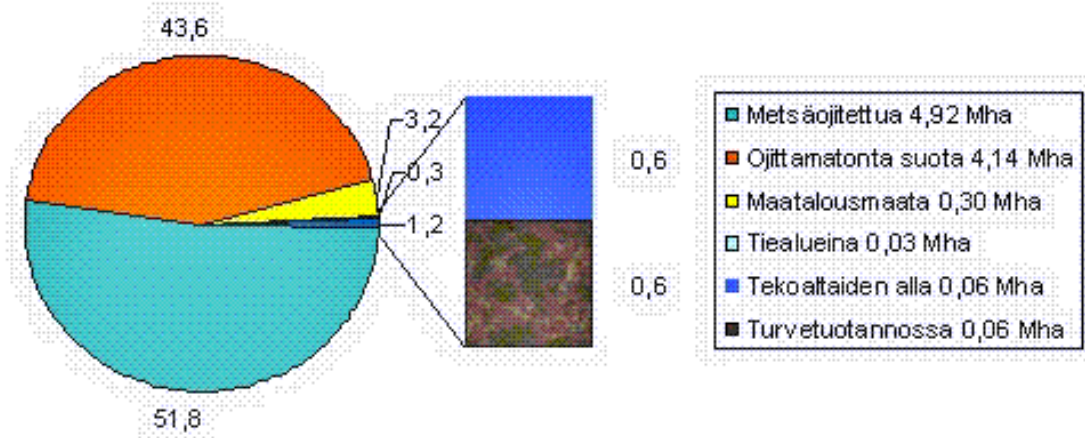 43,6
3,2
0,3
1,2
51,8
0,6
0,6
Metsäojitettua 4,92 Mha
Ojittamatonta suota 4,14 Mha
Maatalousmaata 0,30 Mha
Tiealueina 0,03 Mha
Tekoaltaiden alla 0,06 Mha
Turvetuotannossa 0,06 Mha